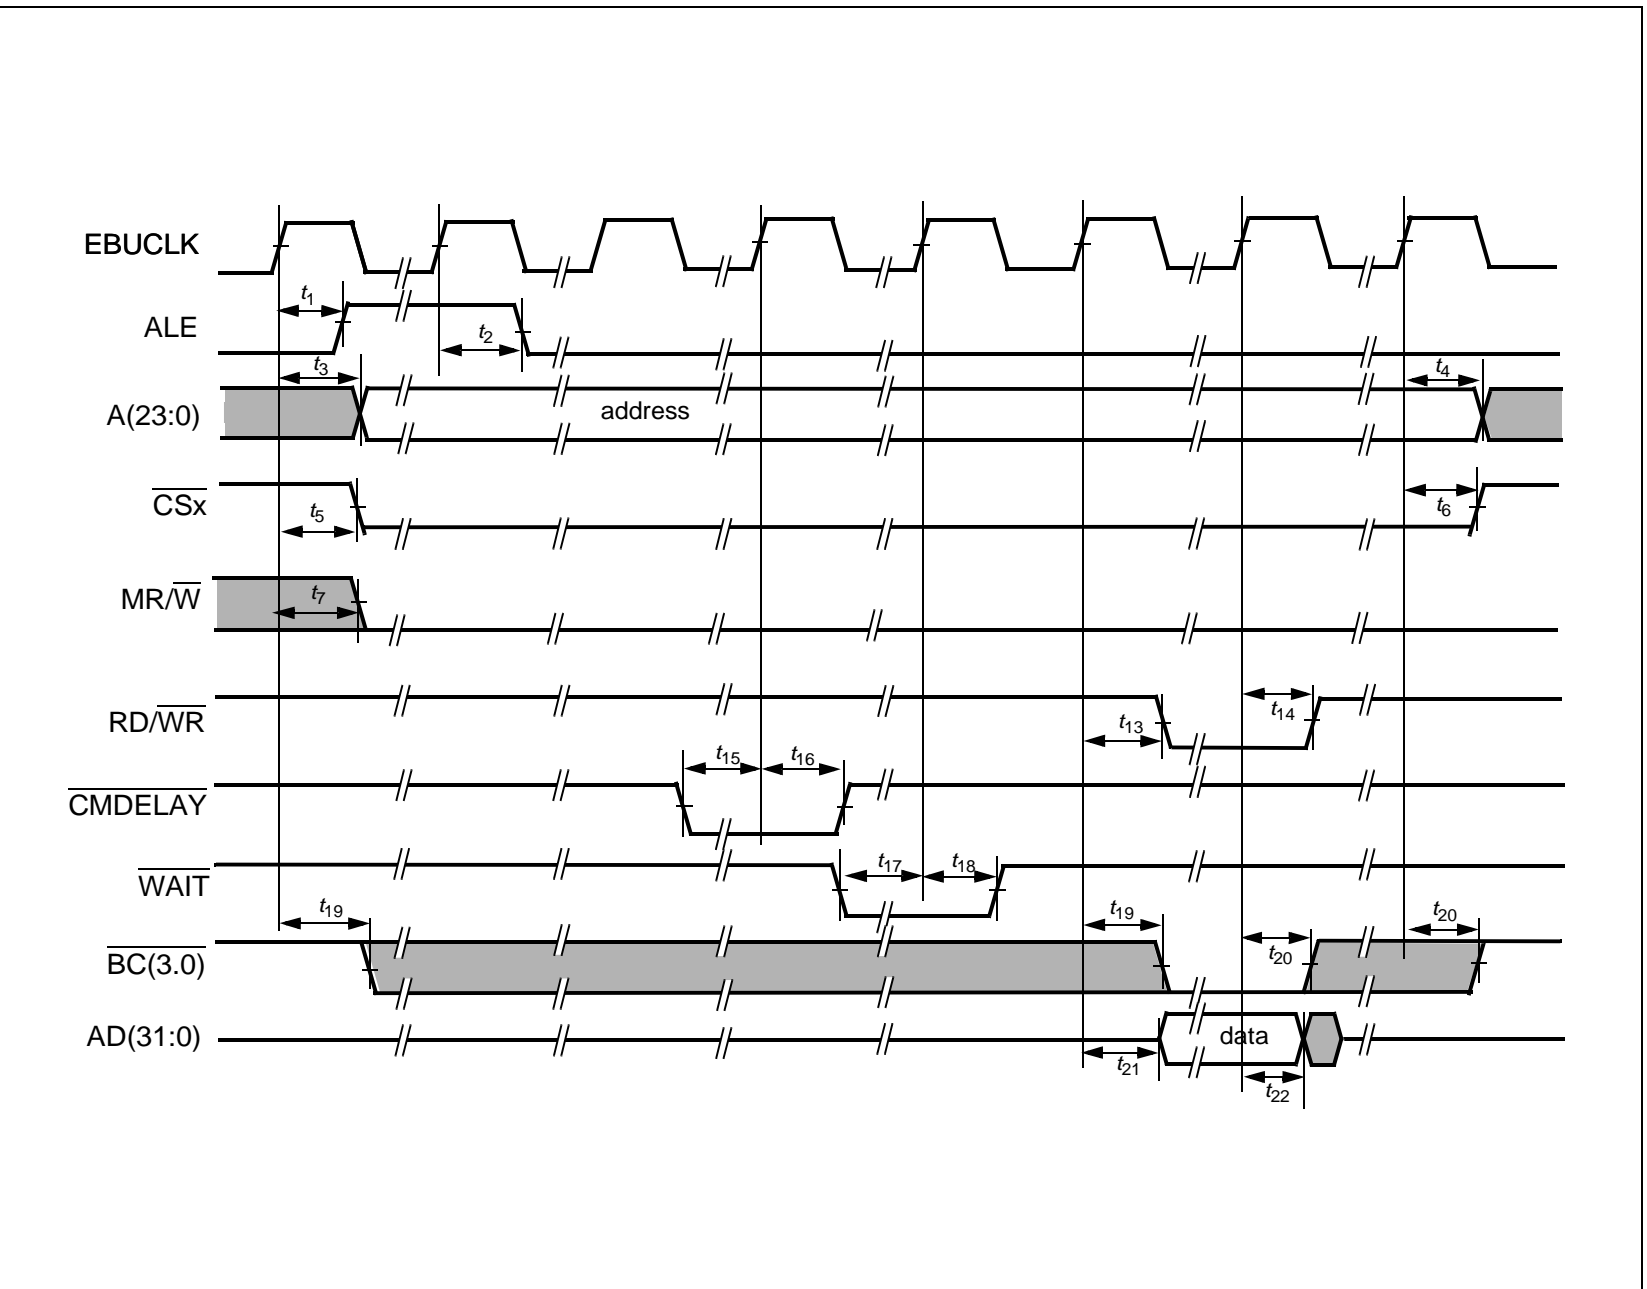 EBUCLK
t1
ALE
t2
t3
t4
A(23:0)
address
CSx
t5
t6
MR/W
t7
RD/WR
t13
t14
t15
t16
CMDELAY
t17
t18
WAIT
t19
t19
t20
t20
BC(3.0)
AD(31:0)
data
t21
t22